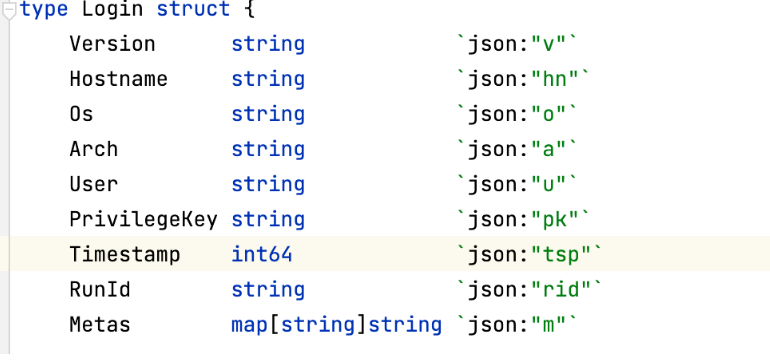 type Login struct {
    Version      string            `json:"v"`
    Hostname     string            `json:"hn"`
    Os           string            `json:"o"`
    Arch         string            `json:"a"`
    User         string            `json:"u"`
    PrivilegeKey string            `json:"pk"`
    Timestamp    int64             `json:"tsp"`
    RunId        string            `json:"rid"`
    Metas        map[string]string `json:"m"`